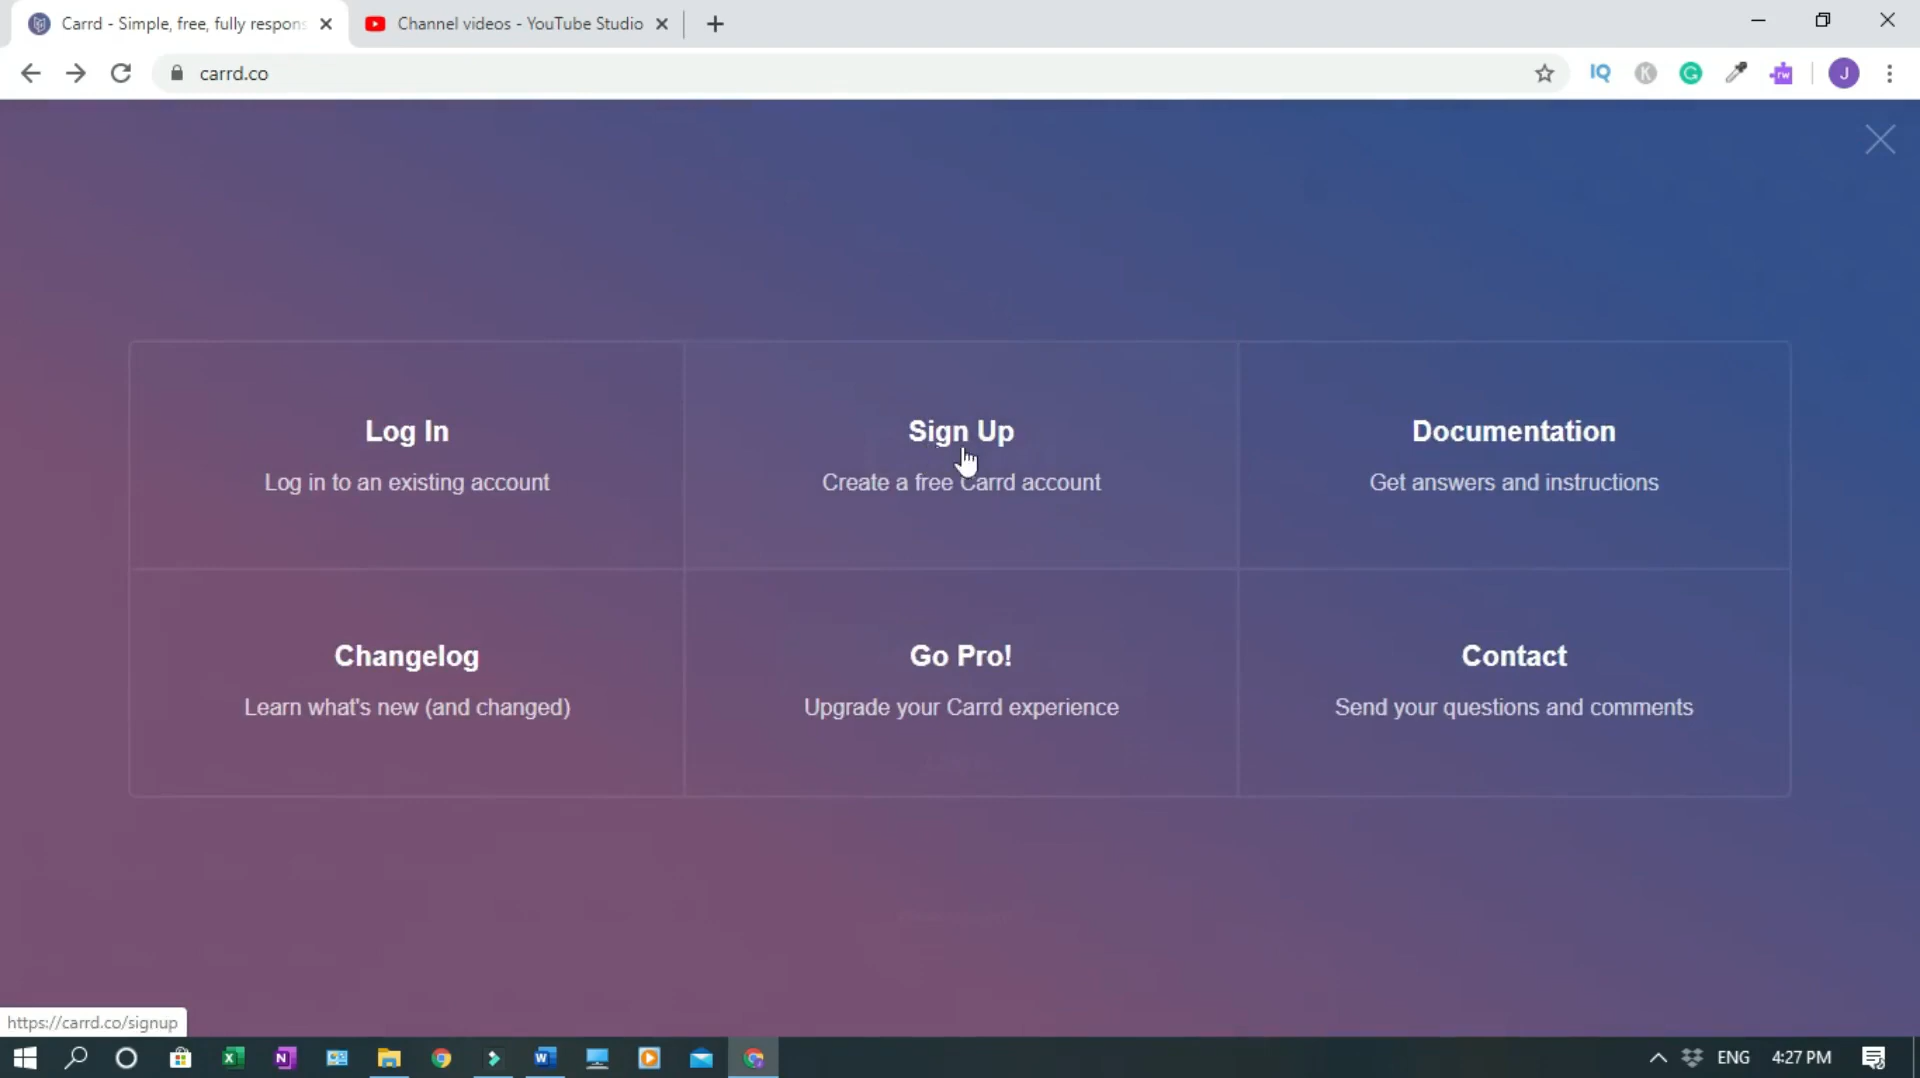 Carrd - Simple, free, fully respons
Channel videos - YouTube Studio
carrd.co
IQ
K
G
rw
J
Log In
Log in to an existing account
Sign Up
Create a free Carrd account
Documentation
Get answers and instructions
Changelog
Learn what's new (and changed)
Go Pro!
Upgrade your Carrd experience
Contact
Send your questions and comments
https://carrd.co/signup
ENG
4:27 PM